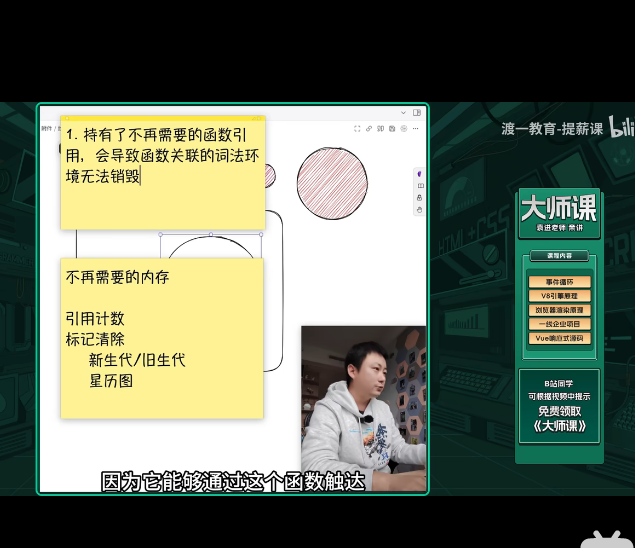 附件 /
1. 持有了不再需要的函数引
用，会导致函数关联的词法环
境无法销毁
不再需要的内存
引用计数
标记清除
新生代/旧生代
星历图
因为它能够通过这个函数触达
渡一教育-提薪课
bili
大师课
袁进老师 亲讲
课程内容
事件循环
V8引擎原理
浏览器渲染原理
一线企业项目
Vue响应式源码
B站同学
可根据视频中提示
免费领取
《大师课》
HTML+CSS